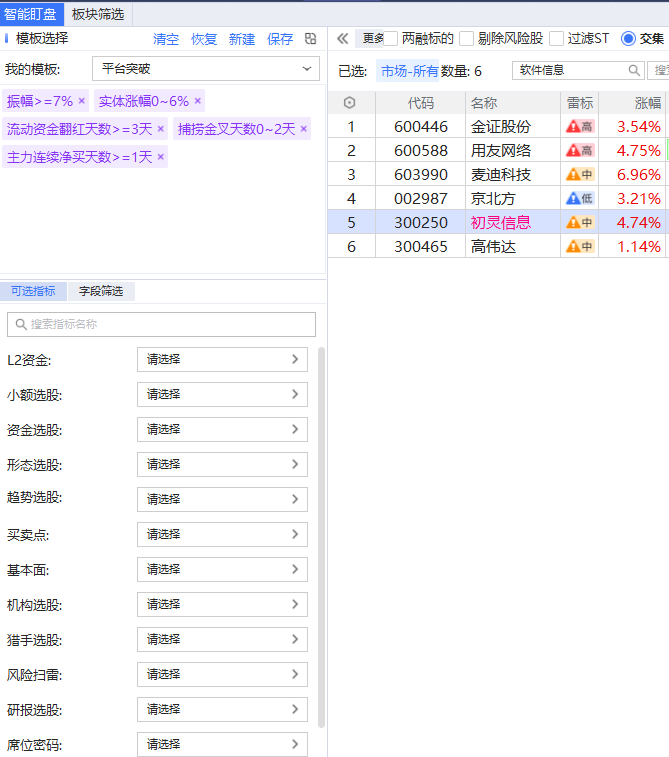 智能盯盘 板块筛选
模板选择 清空 恢复 新建 保存
更多 两融标的 剔除风险股 过滤ST 交集
我的模板: 平台突破
已选: 市场-所有 数量: 6 软件信息
振幅>=7% × 实体涨幅0~6% ×
流动资金翻红天数>=3天 × 捕捞金叉天数0~2天 ×
主力连续净买天数>=1天 ×
代码 名称 雷标 涨幅
1 600446 金证股份 高 3.54%
2 600588 用友网络 高 4.75%
3 603990 麦迪科技 中 6.96%
4 002987 京北方 低 3.21%
5 300250 初灵信息 中 4.74%
6 300465 高伟达 中 1.14%
可选指标 字段筛选
搜索指标名称
L2资金: 请选择
小额选股: 请选择
资金选股: 请选择
形态选股: 请选择
趋势选股: 请选择
买卖点: 请选择
基本面: 请选择
机构选股: 请选择
猎手选股: 请选择
风险扫雷: 请选择
研报选股: 请选择
席位密码: 请选择